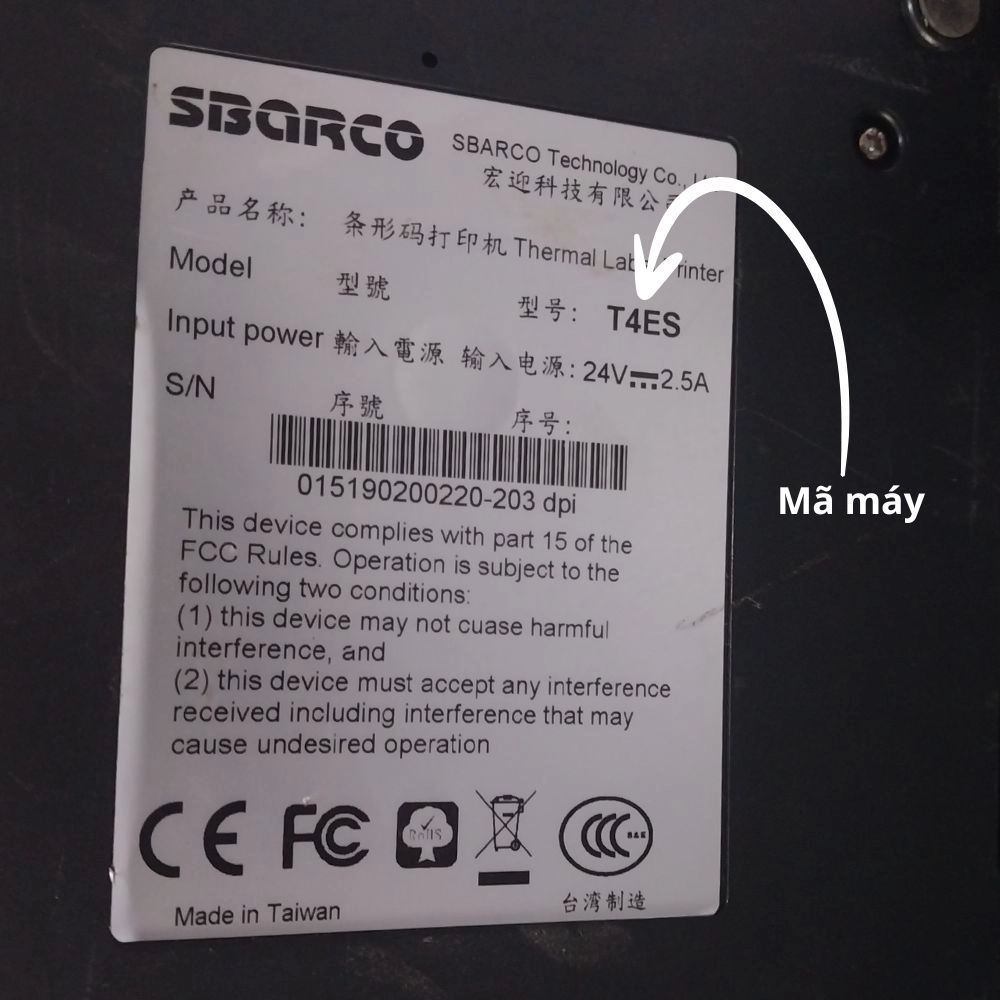 SBARCO
SBARCO Technology Co.,
宏迎科技有限公
产品名称: 条形码打印机 Thermal
Model 型號 型号: T4ES
Input power 輸入電源 输入电源: 24V⎓2.5A
S/N 序號 序号:
015190200220-203 dpi
Mã máy
This device complies with part 15 of the
FCC Rules. Operation is subject to the
following two conditions:
(1) this device may not cuase harmful
interference, and
(2) this device must accept any interference
received including interference that may
cause undesired operation
CE FC RoHS CCC S&E
Made in Taiwan 台湾制造